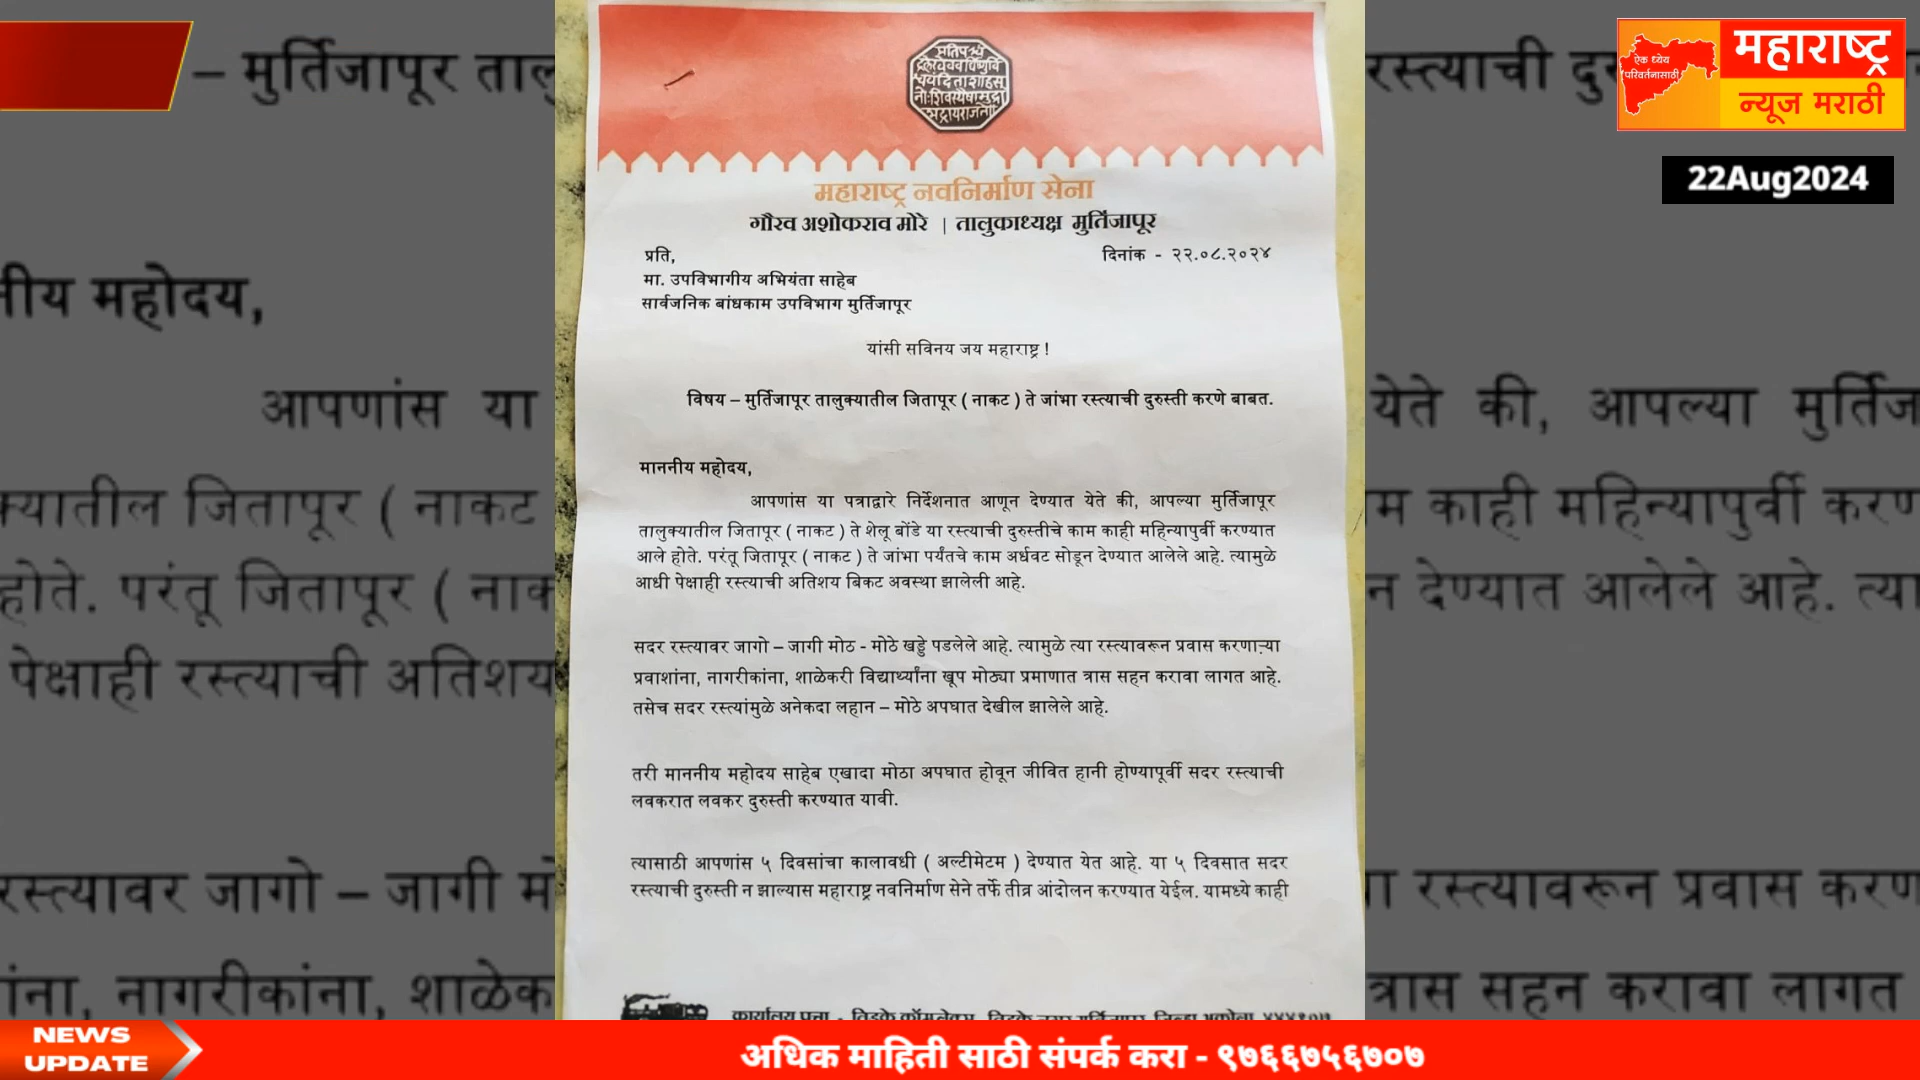 – मुर्तिजापूर तालु
रस्त्याची
ऐक ध्येय
परिवर्तनासाठी
महाराष्ट्र
न्यूज मराठी
22Aug2024
महाराष्ट्र नवनिर्माण सेना
गौरव अशोकराव मोरे | तालुकाध्यक्ष मुर्तिजापूर
प्रति,
दिनांक - २२.०८.२०२४
मा. उपविभागीय अभियंता साहेब
सार्वजनिक बांधकाम उपविभाग मुर्तिजापूर
यांसी सविनय जय महाराष्ट्र !
विषय – मुर्तिजापूर तालुक्यातील जितापूर ( नाकट ) ते जांभा रस्त्याची दुरुस्ती करणे बाबत.
माननीय महोदय,
आपणांस या पत्राद्वारे निर्देशनात आणून देण्यात येते की, आपल्या मुर्तिजापूर
तालुक्यातील जितापूर ( नाकट ) ते शेलू बोंडे या रस्त्याची दुरुस्तीचे काम काही महिन्यापुर्वी करण्यात
आले होते. परंतू जितापूर ( नाकट ) ते जांभा पर्यंतचे काम अर्धवट सोडून देण्यात आलेले आहे. त्यामुळे
आधी पेक्षाही रस्त्याची अतिशय बिकट अवस्था झालेली आहे.
सदर रस्त्यावर जागो – जागी मोठ - मोठे खड्डे पडलेले आहे. त्यामुळे त्या रस्त्यावरून प्रवास करणाऱ्या
प्रवाशांना, नागरीकांना, शाळेकरी विद्यार्थ्यांना खूप मोठ्या प्रमाणात त्रास सहन करावा लागत आहे.
तसेच सदर रस्त्यांमुळे अनेकदा लहान – मोठे अपघात देखील झालेले आहे.
तरी माननीय महोदय साहेब एखादा मोठा अपघात होवून जीवित हानी होण्यापूर्वी सदर रस्त्याची
लवकरात लवकर दुरुस्ती करण्यात यावी.
त्यासाठी आपणांस ५ दिवसांचा कालावधी ( अल्टीमेटम ) देण्यात येत आहे. या ५ दिवसात सदर
रस्त्याची दुरुस्ती न झाल्यास महाराष्ट्र नवनिर्माण सेने तर्फे तीव्र आंदोलन करण्यात येईल. यामध्ये काही
NEWS
UPDATE
अधिक माहिती साठी संपर्क करा - ९७६६७५६७०७